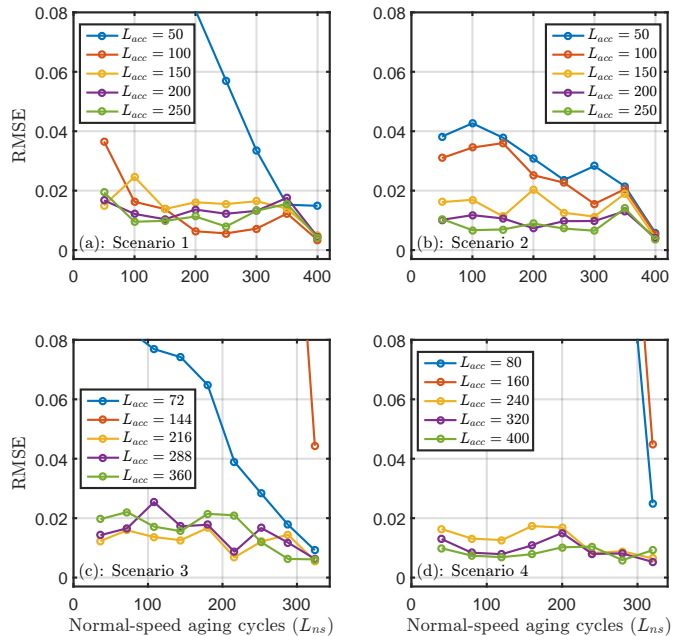 0.08
0.06
0.04
0.02
0
RMSE
L_acc = 50
L_acc = 100
L_acc = 150
L_acc = 200
L_acc = 250
(a): Scenario 1
0 100 200 300 400
0.08
0.06
0.04
0.02
0
L_acc = 50
L_acc = 100
L_acc = 150
L_acc = 200
L_acc = 250
(b): Scenario 2
0 100 200 300 400
0.08
0.06
0.04
0.02
0
RMSE
L_acc = 72
L_acc = 144
L_acc = 216
L_acc = 288
L_acc = 360
(c): Scenario 3
0 100 200 300
Normal-speed aging cycles (L_ns)
0.08
0.06
0.04
0.02
0
L_acc = 80
L_acc = 160
L_acc = 240
L_acc = 320
L_acc = 400
(d): Scenario 4
0 100 200 300
Normal-speed aging cycles (L_ns)